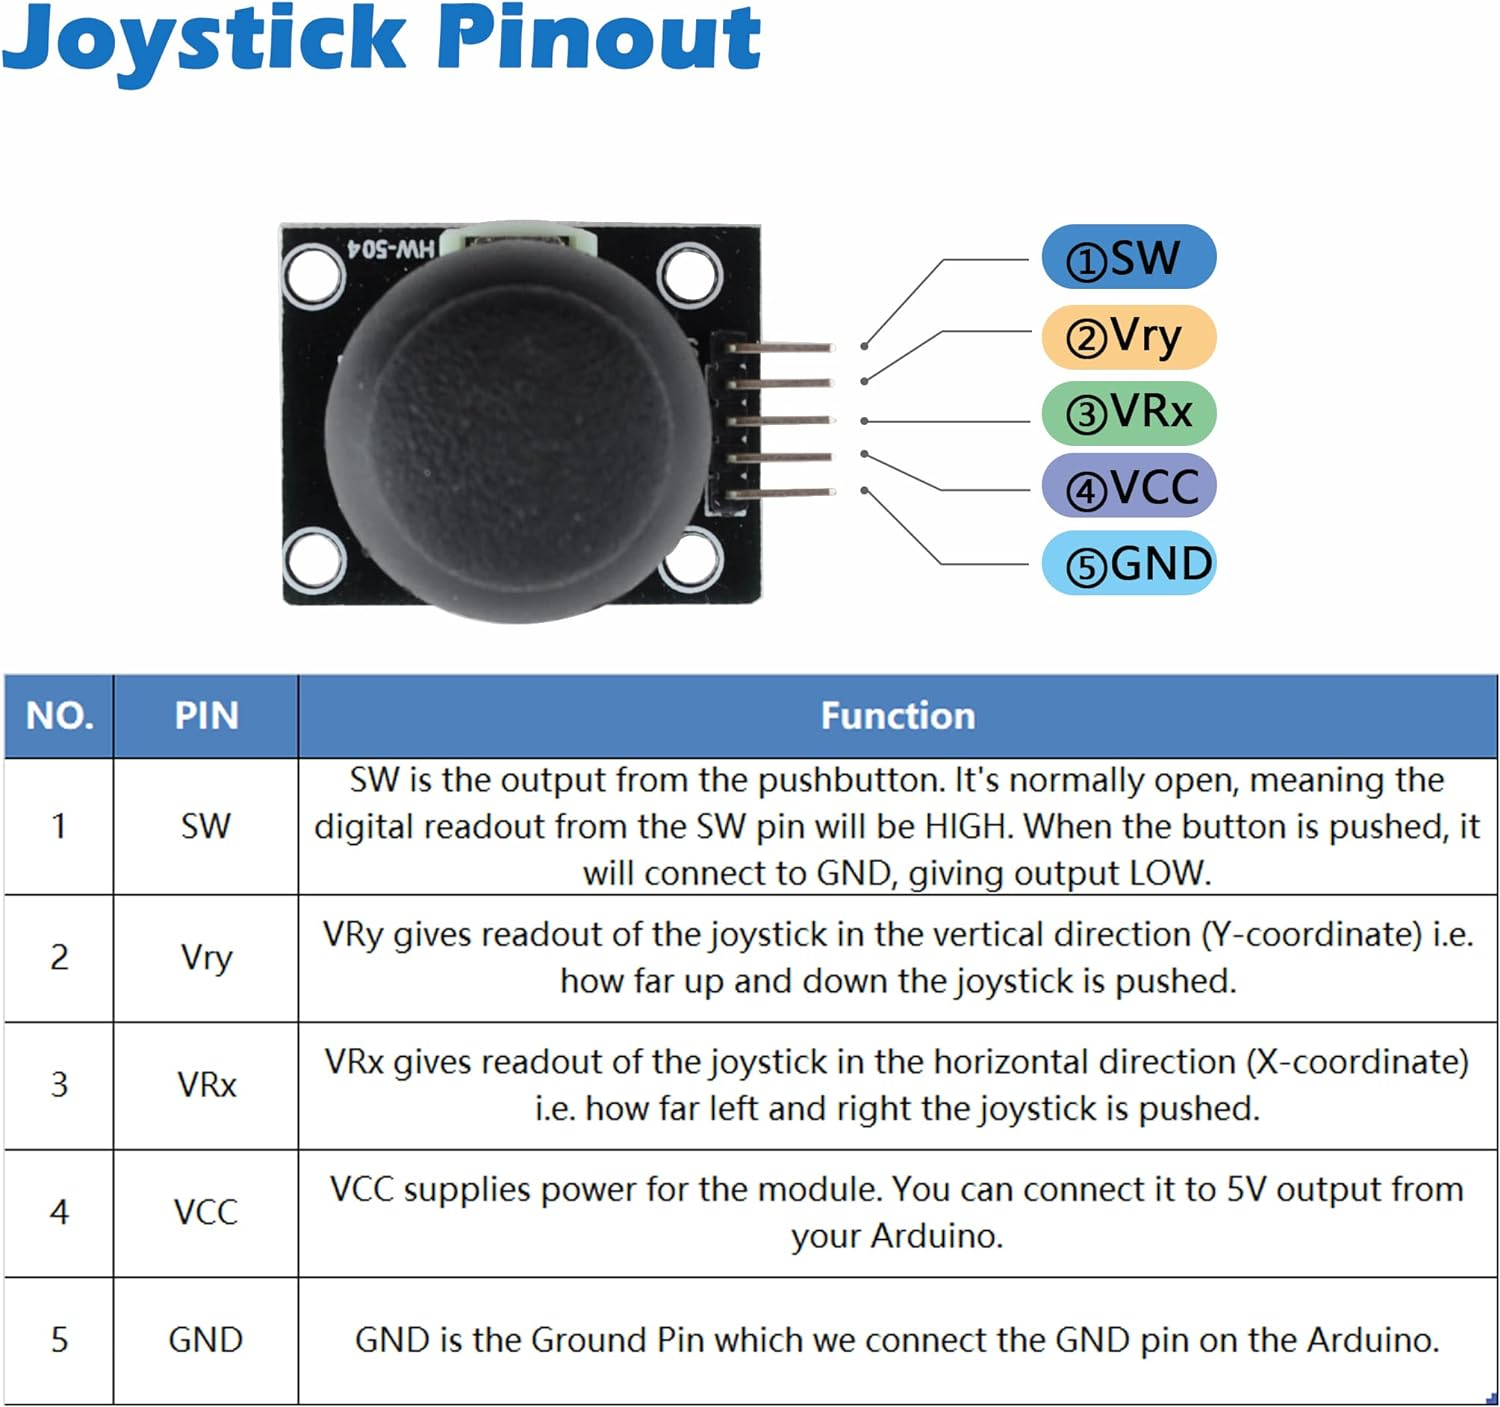 Joystick Pinout
HW-504
①SW
②Vry
③VRx
④VCC
⑤GND
NO. PIN Function
1 SW SW is the output from the pushbutton. It's normally open, meaning the
digital readout from the SW pin will be HIGH. When the button is pushed, it
will connect to GND, giving output LOW.
2 Vry VRy gives readout of the joystick in the vertical direction (Y-coordinate) i.e.
how far up and down the joystick is pushed.
3 VRx VRx gives readout of the joystick in the horizontal direction (X-coordinate)
i.e. how far left and right the joystick is pushed.
4 VCC VCC supplies power for the module. You can connect it to 5V output from
your Arduino.
5 GND GND is the Ground Pin which we connect the GND pin on the Arduino.